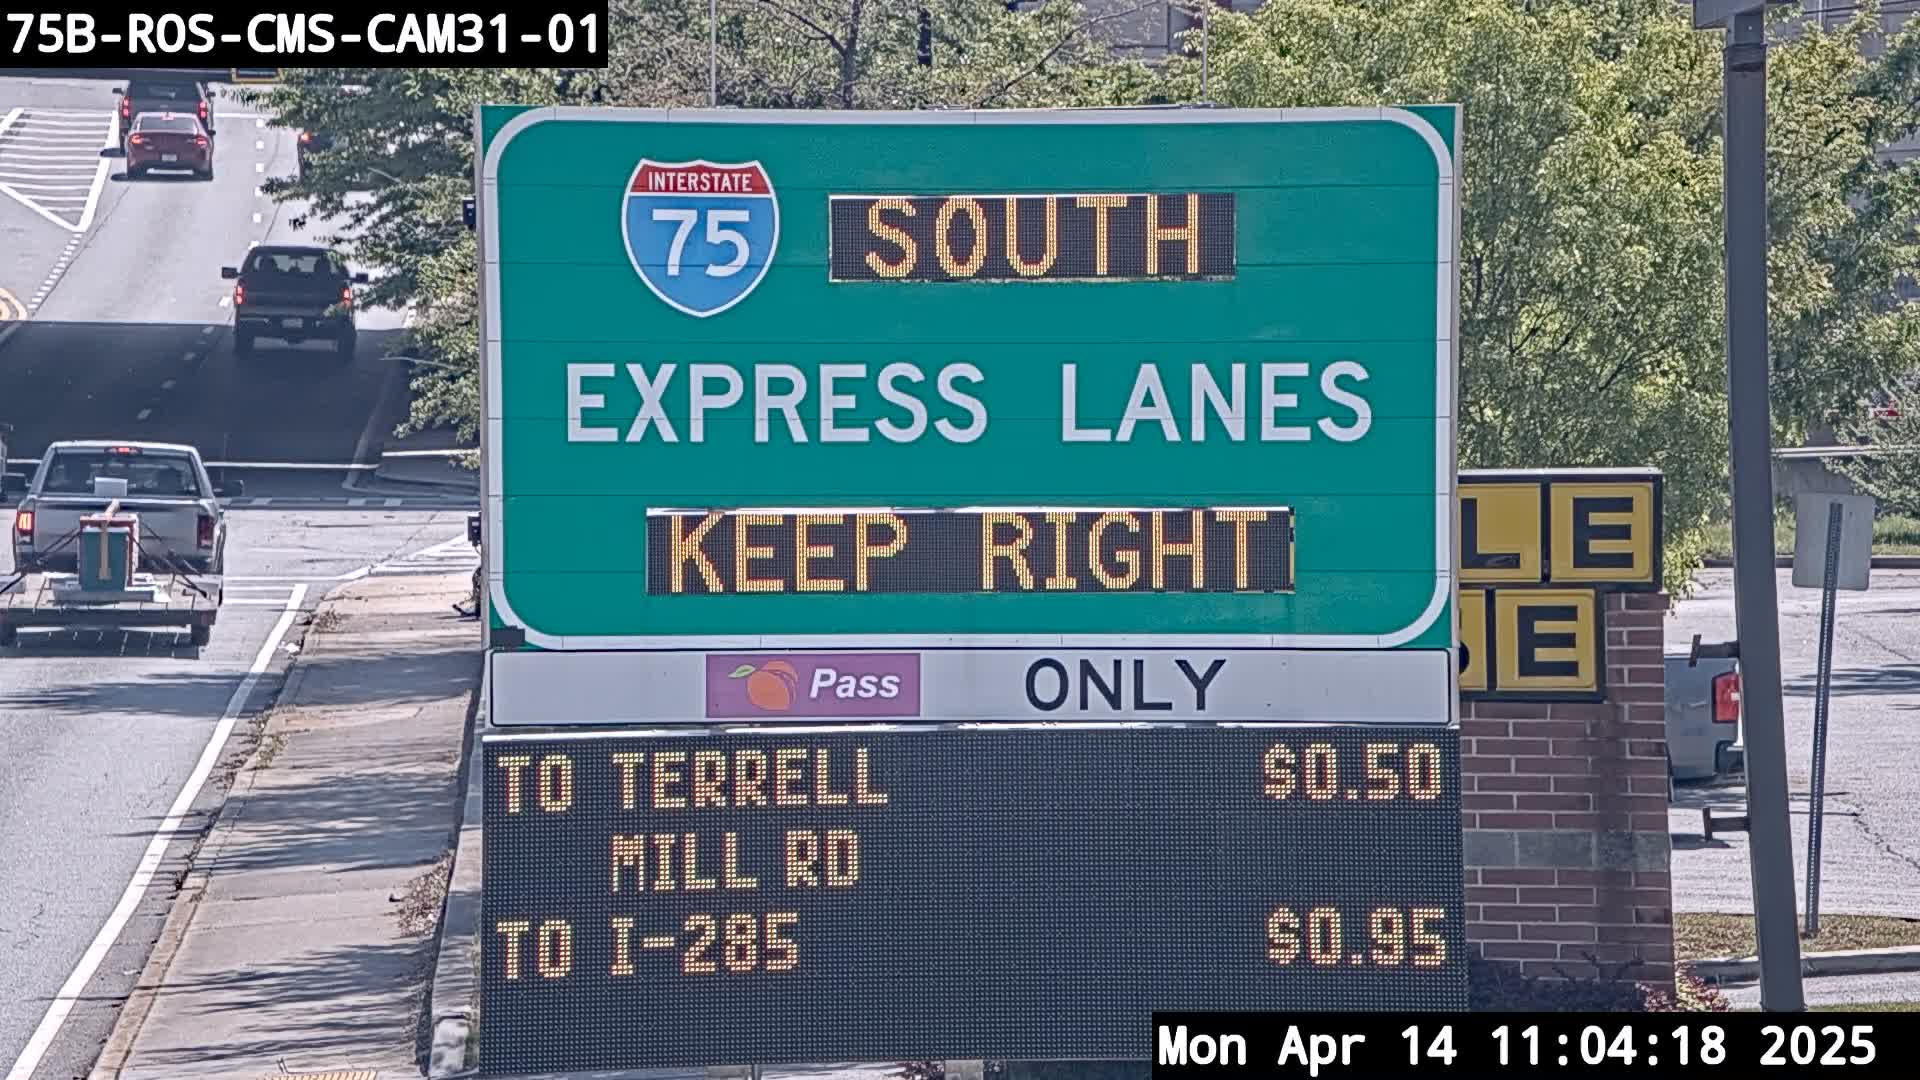 75B-ROS-CMS-CAM31-01
INTERSTATE
75
SOUTH
EXPRESS LANES
KEEP RIGHT
Pass ONLY
TO TERRELL $0.50
MILL RD
TO I-285 $0.95
LE
E
Mon Apr 14 11:04:18 2025